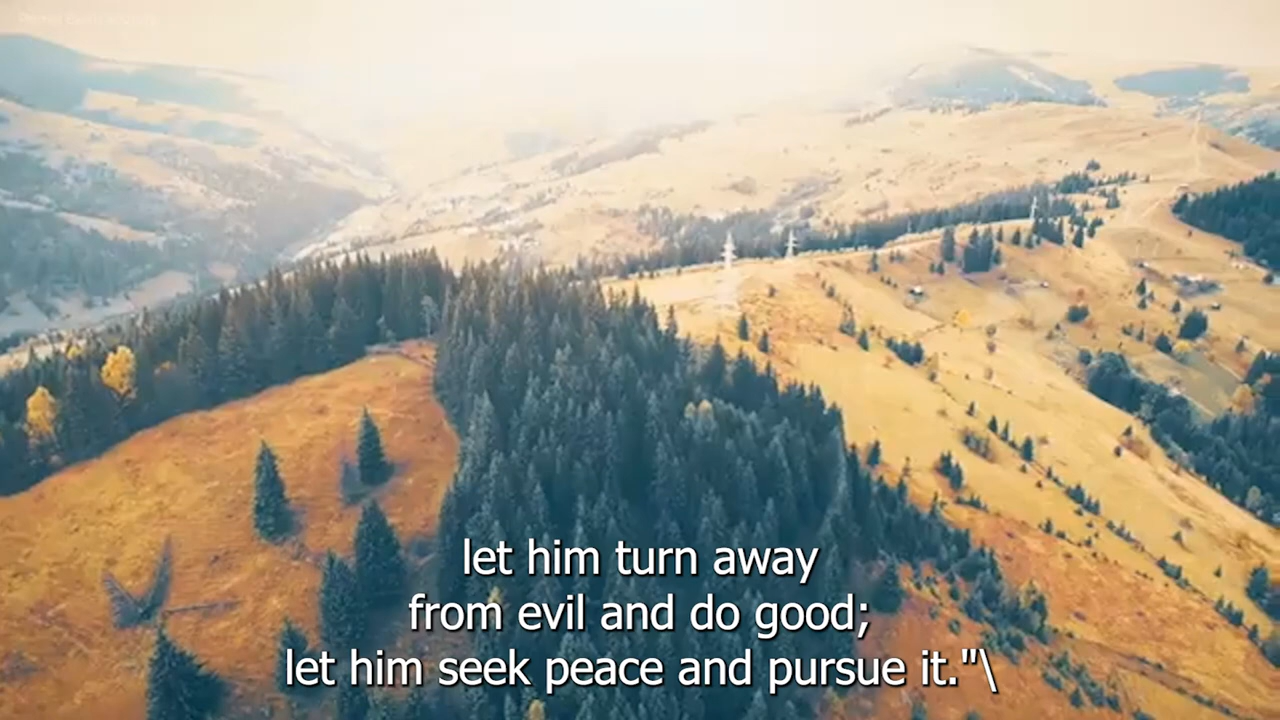 let him turn away
from evil and do good;
let him seek peace and pursue it."\